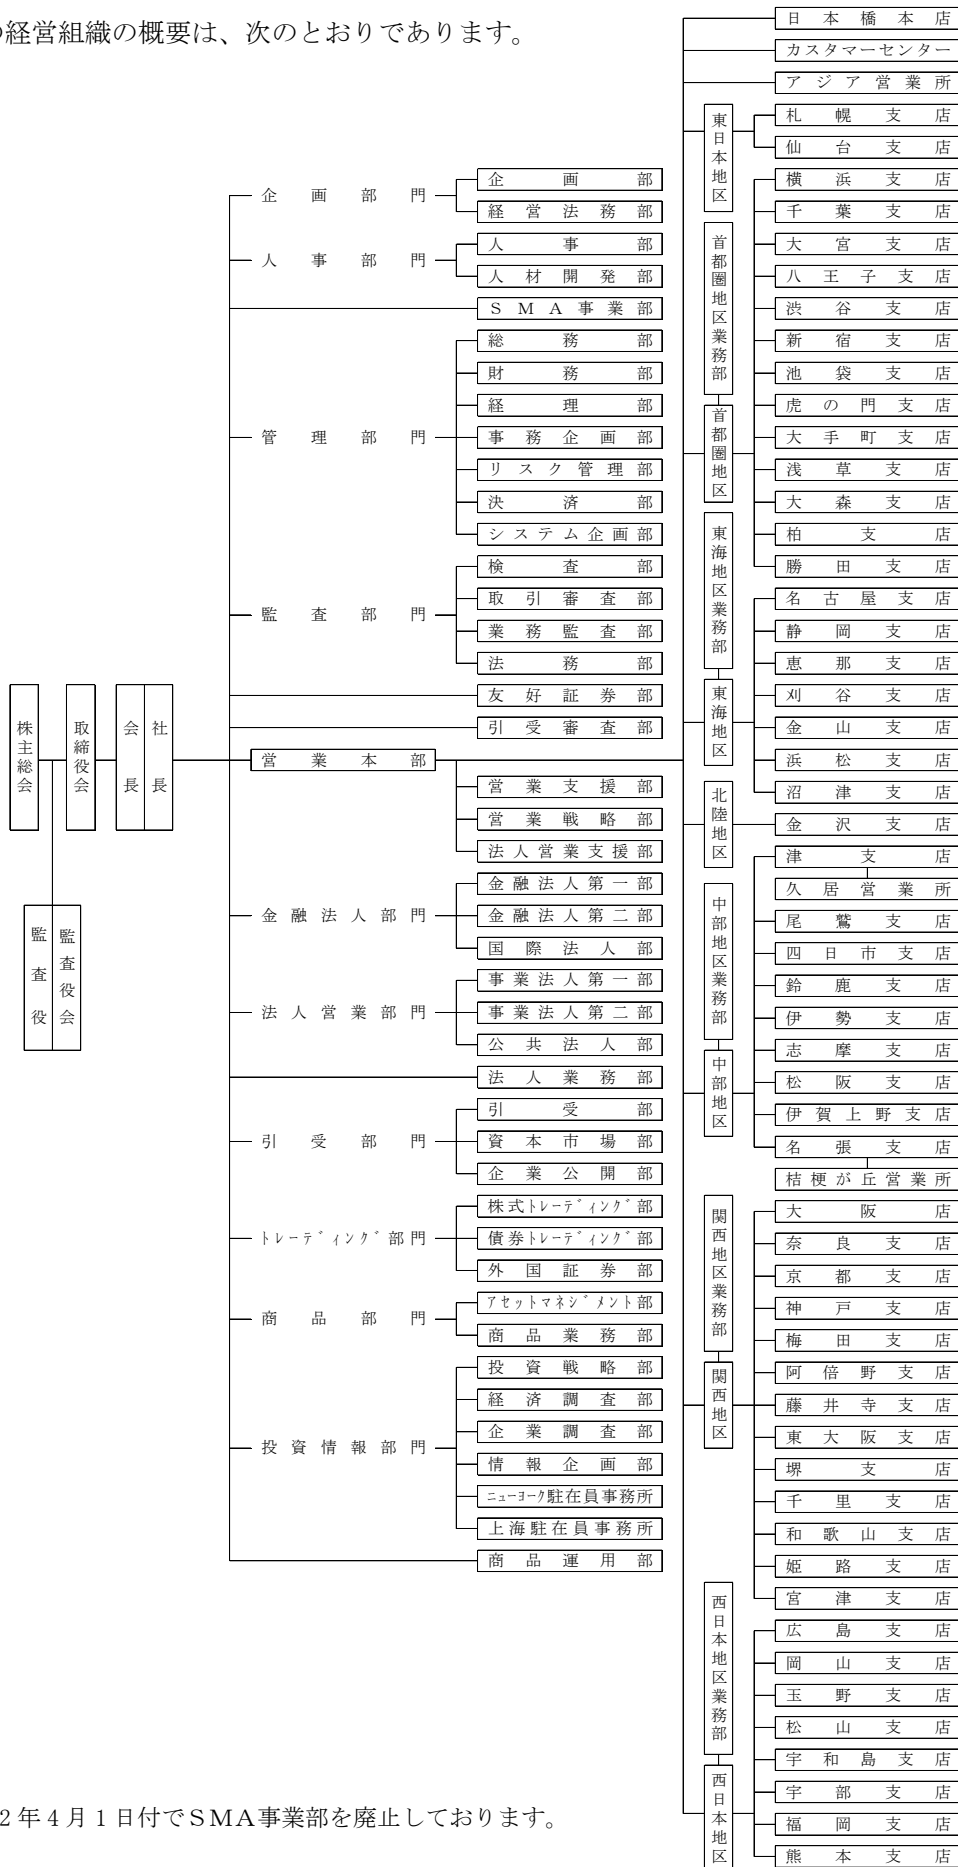 の経営組織の概要は、次のとおりであります。
株主総会
取締役会
会長
社長
監査役
監査役会
企画部門
企画部
経営法務部
人事部門
人事部
人材開発部
ＳＭＡ事業部
管理部門
総務部
財務部
経理部
事務企画部
リスク管理部
決済部
システム企画部
監査部門
検査部
取引審査部
業務監査部
法務部
友好証券部
引受審査部
営業本部
営業支援部
営業戦略部
法人営業支援部
金融法人部門
金融法人第一部
金融法人第二部
国際法人部
法人営業部門
事業法人第一部
事業法人第二部
公共法人部
法人業務部
引受部門
引受部
資本市場部
企業公開部
ﾄﾚｰﾃﾞｨﾝｸﾞ部門
株式ﾄﾚｰﾃﾞｨﾝｸﾞ部
債券ﾄﾚｰﾃﾞｨﾝｸﾞ部
外国証券部
商品部門
ｱｾｯﾄﾏﾈｼﾞﾒﾝﾄ部
商品業務部
投資情報部門
投資戦略部
経済調査部
企業調査部
情報企画部
ﾆｭｰﾖｰｸ駐在員事務所
上海駐在員事務所
商品運用部
日本橋本店
カスタマーセンター
アジア営業所
東日本地区
札幌支店
仙台支店
首都圏地区業務部
首都圏地区
横浜支店
千葉支店
大宮支店
八王子支店
渋谷支店
新宿支店
池袋支店
虎の門支店
大手町支店
浅草支店
大森支店
柏支店
勝田支店
東海地区業務部
東海地区
名古屋支店
静岡支店
恵那支店
刈谷支店
金山支店
浜松支店
沼津支店
北陸地区
金沢支店
中部地区業務部
中部地区
津支店
久居営業所
尾鷲支店
四日市支店
鈴鹿支店
伊勢支店
志摩支店
松阪支店
伊賀上野支店
名張支店
桔梗が丘営業所
関西地区業務部
関西地区
大阪店
奈良支店
京都支店
神戸支店
梅田支店
阿倍野支店
藤井寺支店
東大阪支店
堺支店
千里支店
和歌山支店
姫路支店
宮津支店
西日本地区業務部
西日本地区
広島支店
岡山支店
玉野支店
松山支店
宇和島支店
宇部支店
福岡支店
熊本支店
2年4月1日付でＳＭＡ事業部を廃止しております。